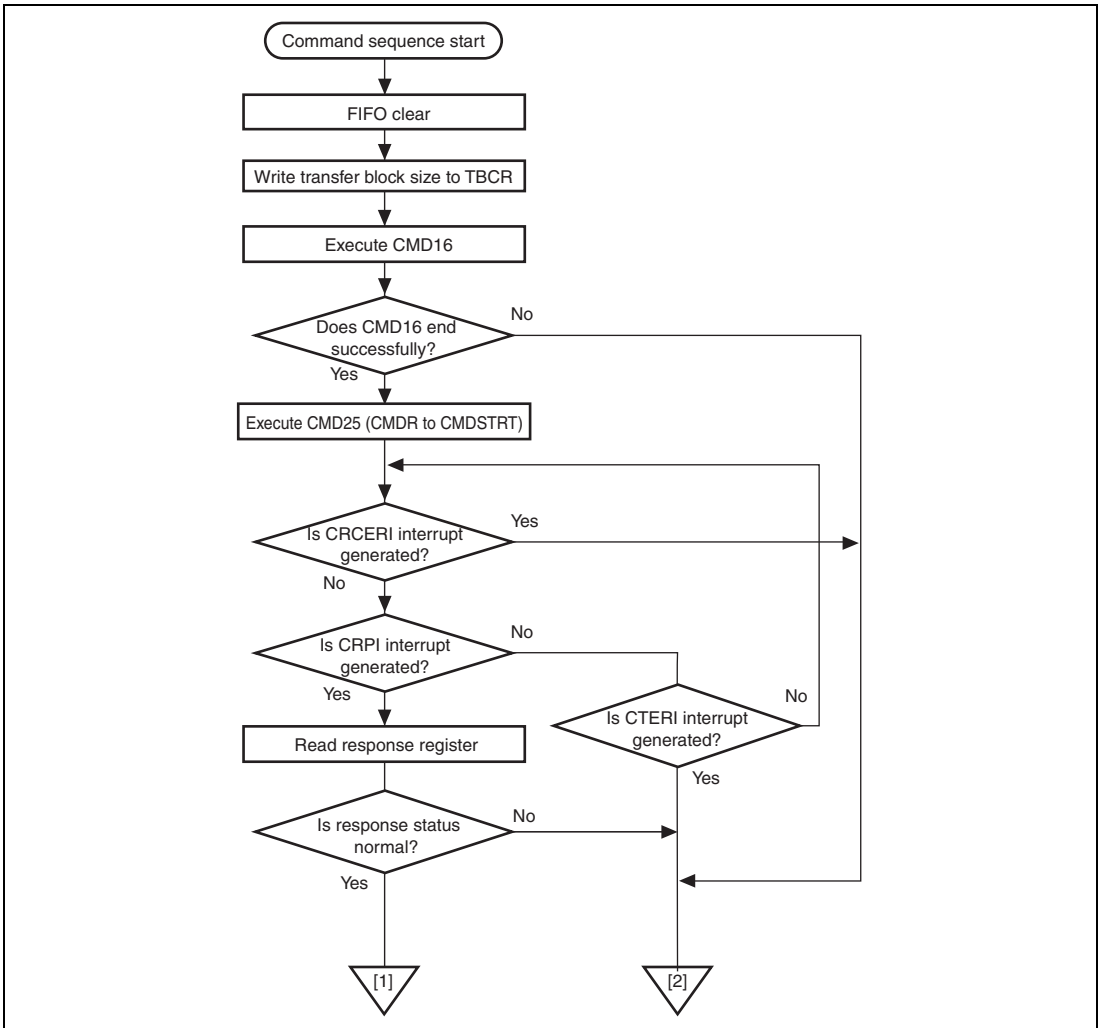 Command sequence start
FIFO clear
Write transfer block size to TBCR
Execute CMD16
Does CMD16 end
successfully?
No
Yes
Execute CMD25 (CMDR to CMDSTRT)
Is CRCERI interrupt
generated?
Yes
No
Is CRPI interrupt
generated?
No
Yes
Is CTERI interrupt
generated?
No
Yes
Read response register
Is response status
normal?
No
Yes
[1]
[2]